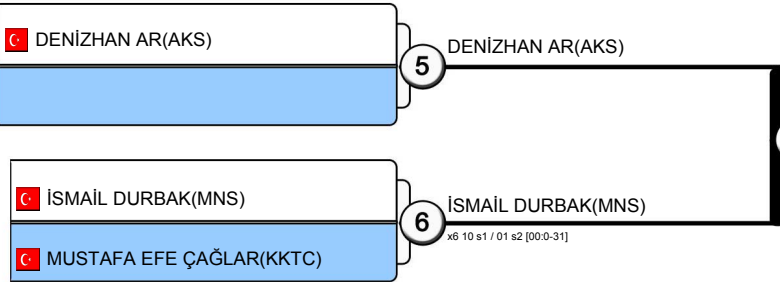 DENİZHAN AR(AKS)
5
DENİZHAN AR(AKS)
İSMAİL DURBAK(MNS)
6
İSMAİL DURBAK(MNS)
x6 10 s1 / 01 s2 [00:0-31]
MUSTAFA EFE ÇAĞLAR(KKTC)